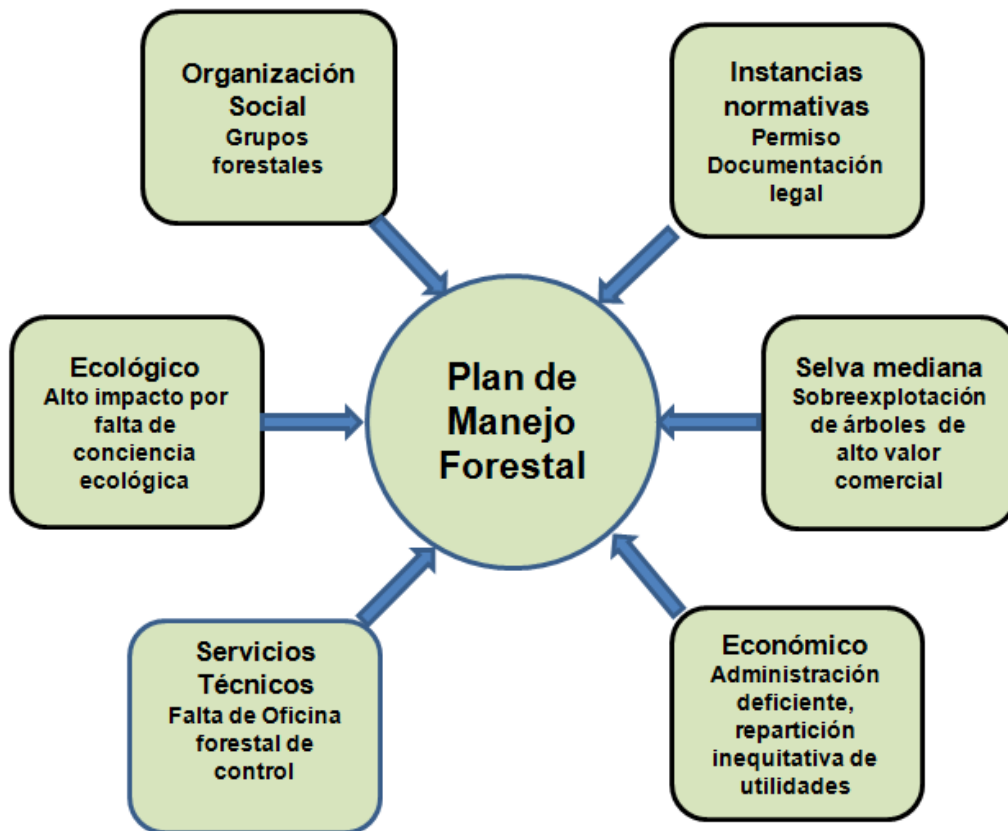 Organización
Social
Grupos
forestales
Instancias
normativas
Permiso
Documentación
legal
Ecológico
Alto impacto por
falta de
conciencia
ecológica
Plan de
Manejo
Forestal
Selva mediana
Sobreexplotación
de árboles de
alto valor
comercial
Servicios
Técnicos
Falta de Oficina
forestal de
control
Económico
Administración
deficiente,
repartición
inequitativa de
utilidades